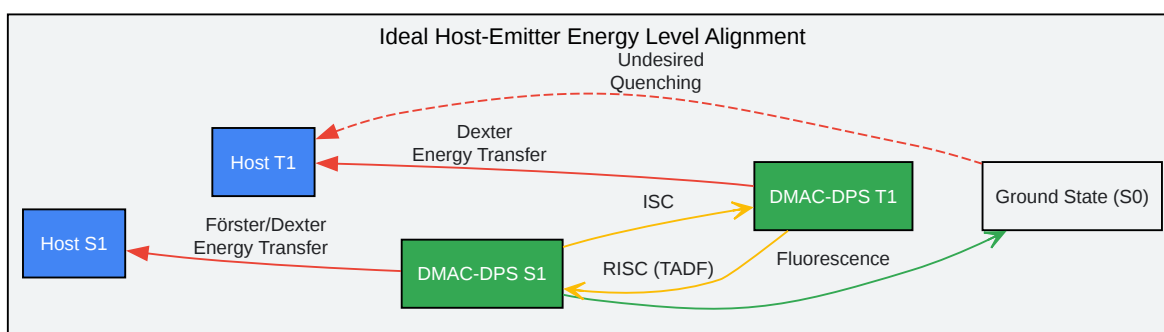 Ideal Host-Emitter Energy Level Alignment
Undesired
Quenching
Dexter
Energy Transfer
Host T1
DMAC-DPS T1
Ground State (S0)
ISC
Host S1
Förster/Dexter
Energy Transfer
DMAC-DPS S1
RISC (TADF)
Fluorescence